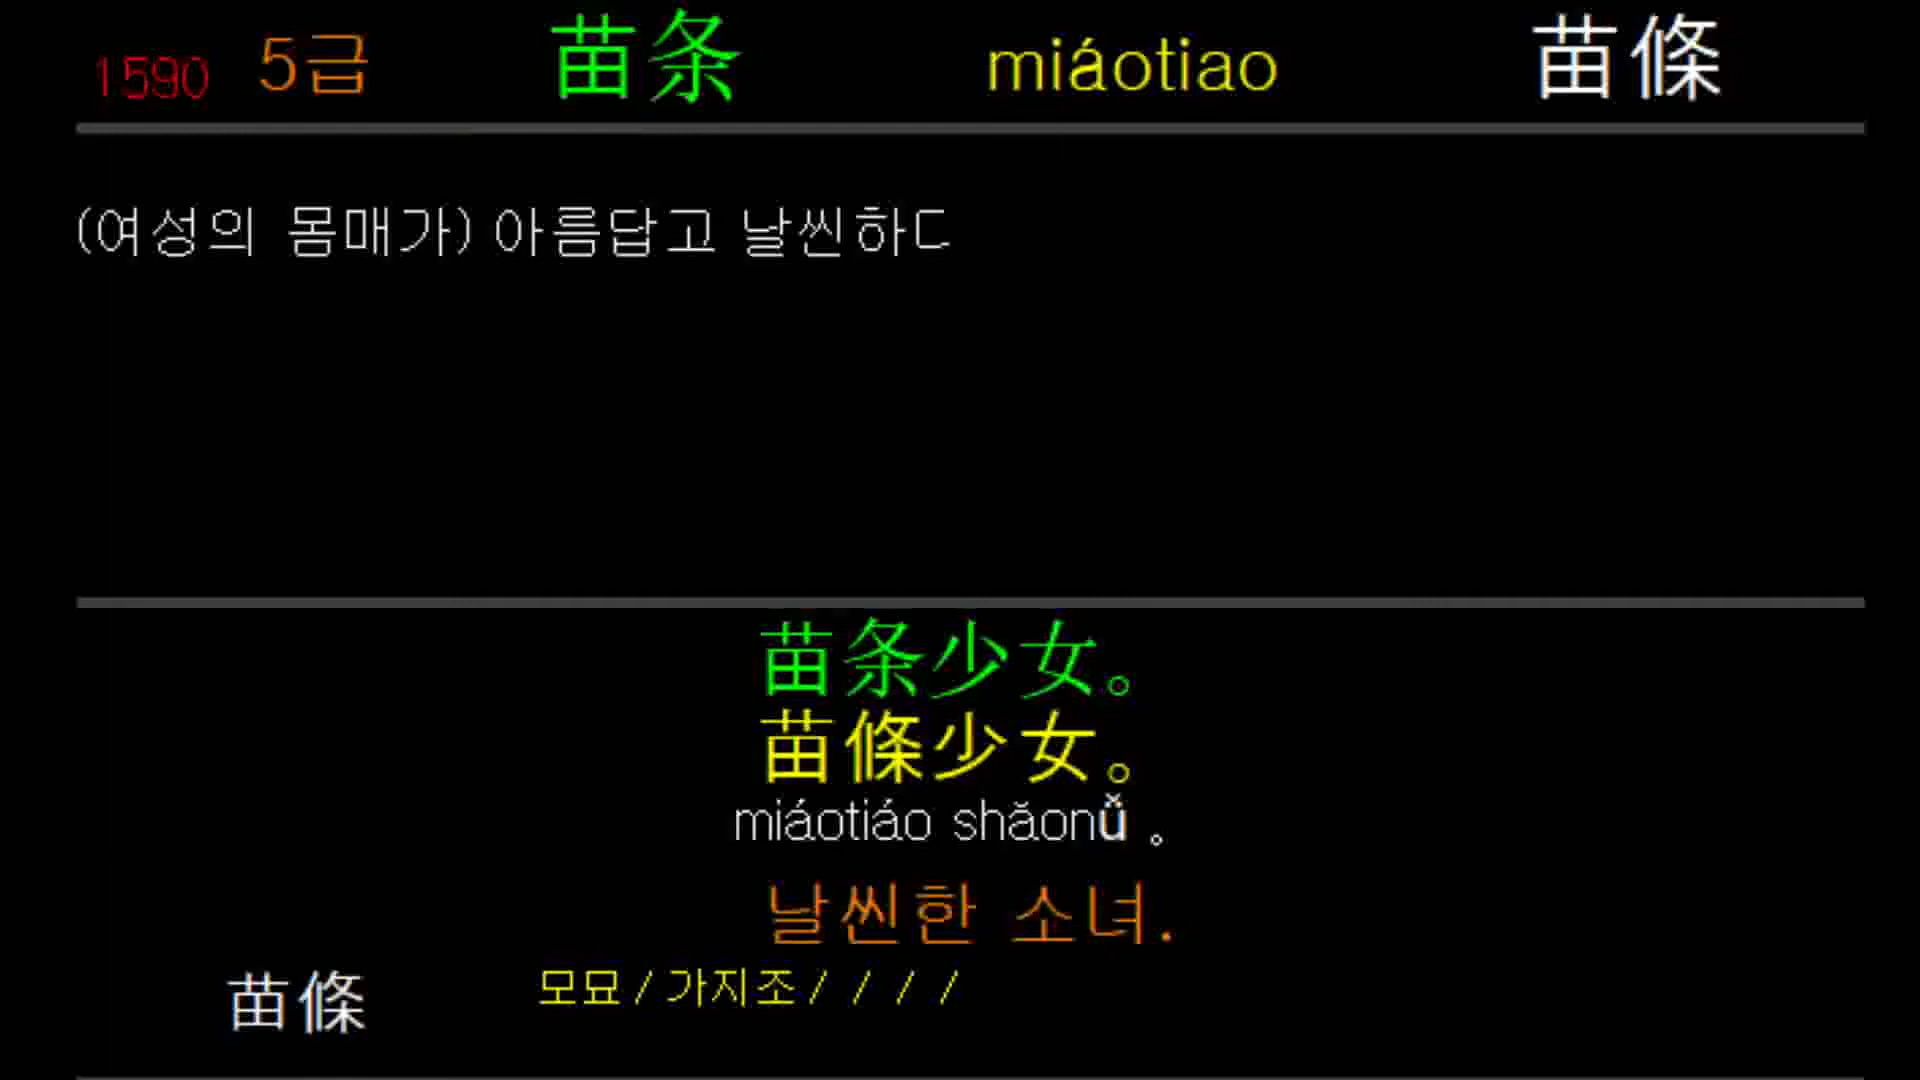 1590 5급 苗条 miáotiao 苗條
(여성의 몸매가) 아름답고 날씬하ㄷ
苗条少女。
苗條少女。
miáotiáo shǎonǚ 。
날씬한 소녀.
苗條 모묘/가지조/ / / /